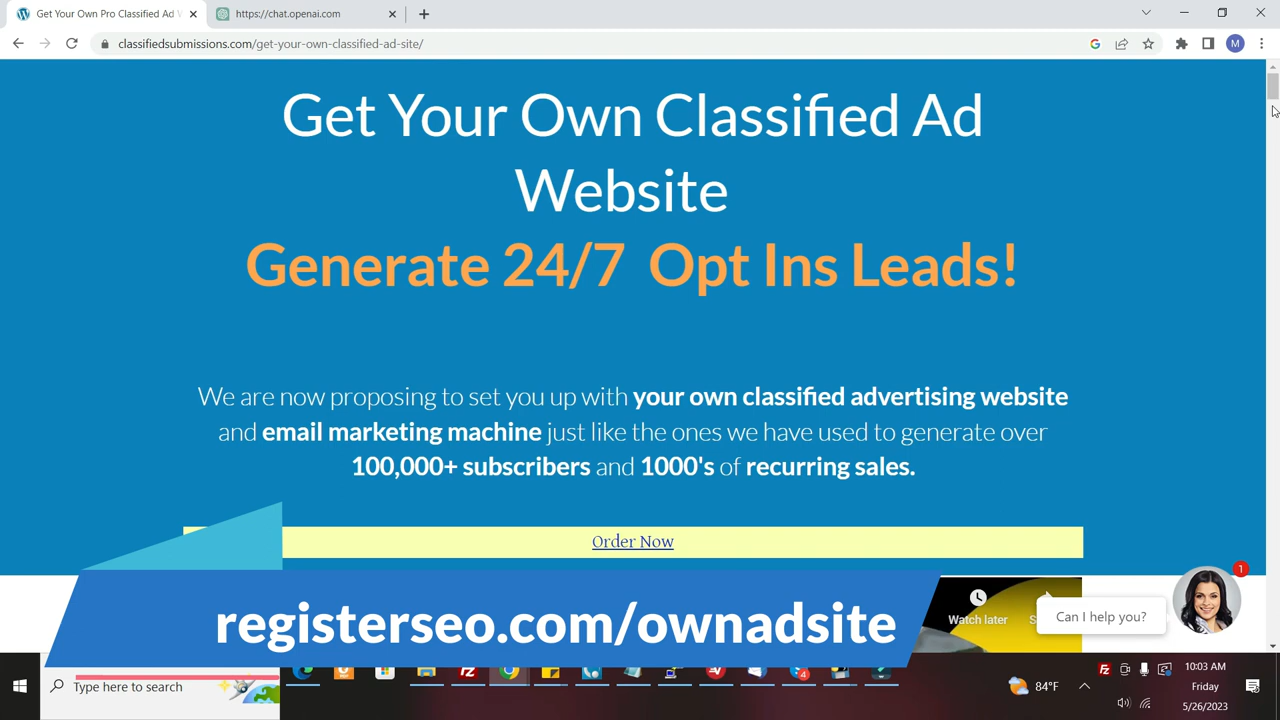 Get Your Own Pro Classified Ad W
https://chat.openai.com
classifiedsubmissions.com/get-your-own-classified-ad-site/
M
Get Your Own Classified Ad
Website
Generate 24/7 Opt Ins Leads!
We are now proposing to set you up with your own classified advertising website
and email marketing machine just like the ones we have used to generate over
100,000+ subscribers and 1000's of recurring sales.
Order Now
Watch later
1
Can I help you?
registerseo.com/ownadsite
Type here to search
84°F
10:03 AM
Friday
5/26/2023